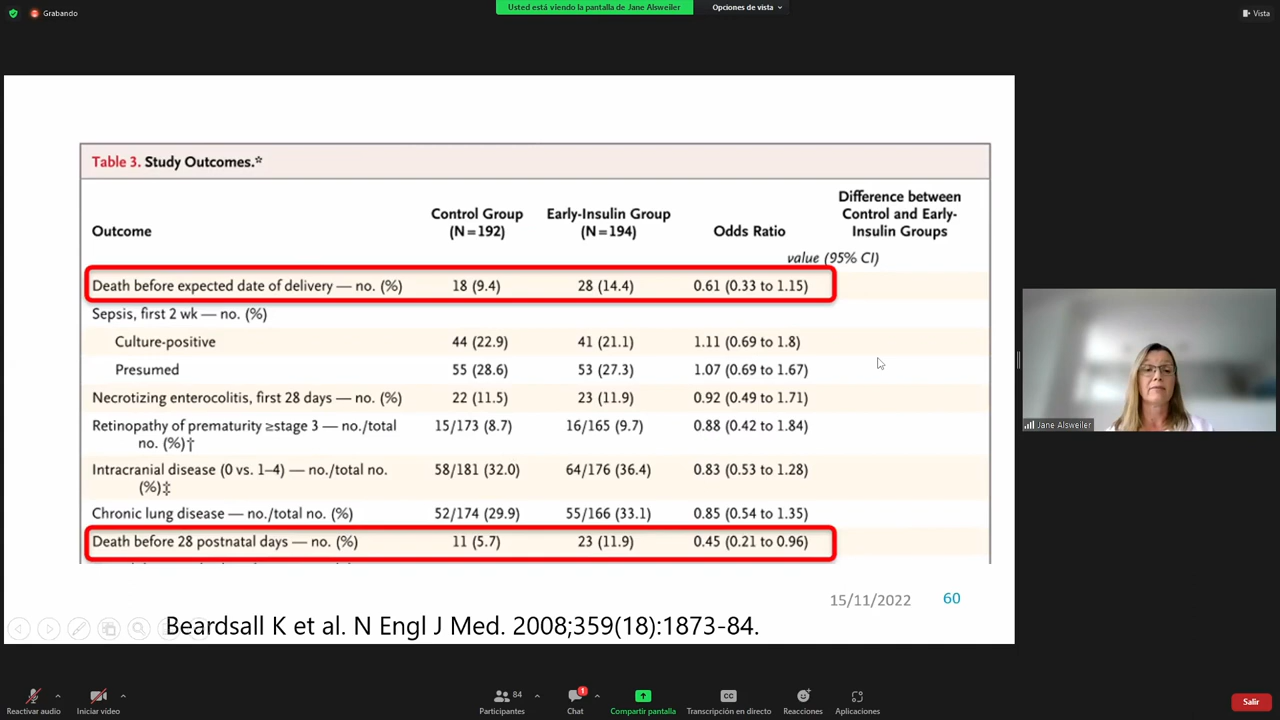 Grabando
Usted está viendo la pantalla de Jane Alsweiler
Opciones de vista
Vista
Table 3. Study Outcomes.*
Outcome
Control Group
(N=192)
Early-Insulin Group
(N=194)
Odds Ratio
Difference between
Control and Early-
Insulin Groups
value (95% CI)
Death before expected date of delivery — no. (%) 18 (9.4) 28 (14.4) 0.61 (0.33 to 1.15)
Sepsis, first 2 wk — no. (%)
Culture-positive 44 (22.9) 41 (21.1) 1.11 (0.69 to 1.8)
Presumed 55 (28.6) 53 (27.3) 1.07 (0.69 to 1.67)
Necrotizing enterocolitis, first 28 days — no. (%) 22 (11.5) 23 (11.9) 0.92 (0.49 to 1.71)
Retinopathy of prematurity ≥stage 3 — no./total 15/173 (8.7) 16/165 (9.7) 0.88 (0.42 to 1.84)
no. (%)†
Intracranial disease (0 vs. 1–4) — no./total no. 58/181 (32.0) 64/176 (36.4) 0.83 (0.53 to 1.28)
(%)‡
Chronic lung disease — no./total no. (%) 52/174 (29.9) 55/166 (33.1) 0.85 (0.54 to 1.35)
Death before 28 postnatal days — no. (%) 11 (5.7) 23 (11.9) 0.45 (0.21 to 0.96)
15/11/2022 60
Beardsall K et al. N Engl J Med. 2008;359(18):1873-84.
Jane Alsweiler
Reactivar audio
Iniciar video
84
Participantes
1
Chat
Compartir pantalla
Transcripción en directo
Reacciones
Aplicaciones
Salir